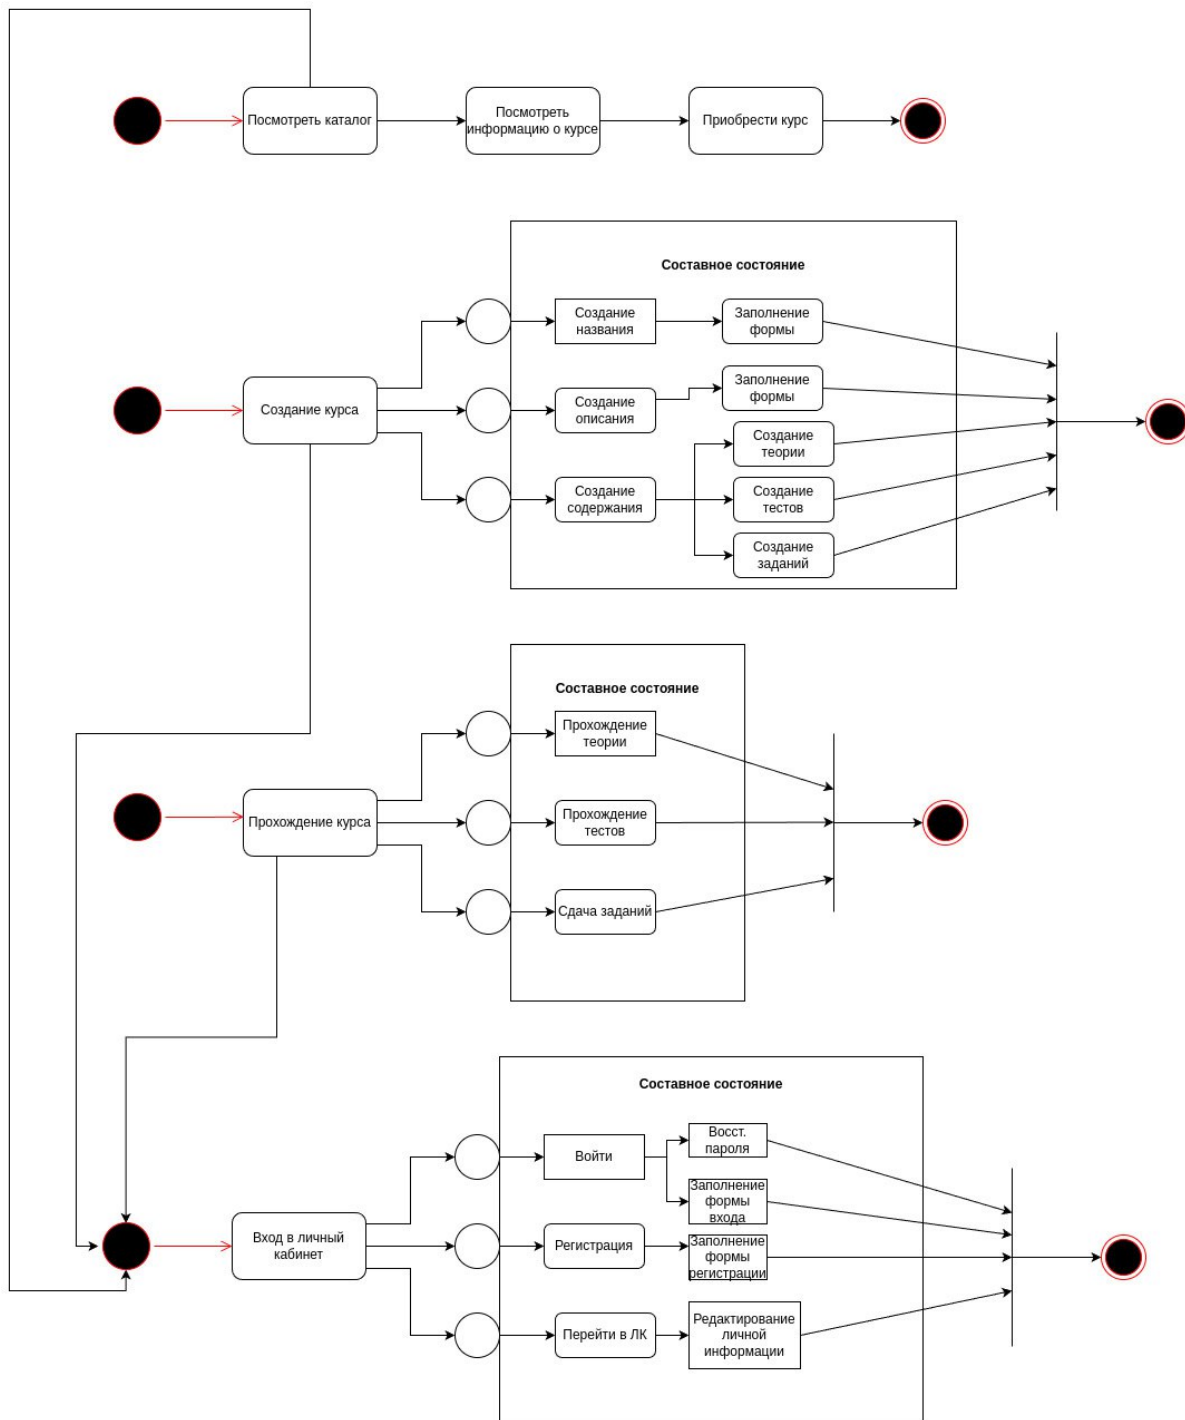 Посмотреть каталог
Посмотреть
информацию о курсе
Приобрести курс
Составное состояние
Создание
названия
Заполнение
формы
Создание курса
Создание
описания
Заполнение
формы
Создание
теории
Создание
содержания
Создание
тестов
Создание
заданий
Составное состояние
Прохождение
теории
Прохождение курса
Прохождение
тестов
Сдача заданий
Составное состояние
Войти
Восст.
пароля
Заполнение
формы
входа
Вход в личный
кабинет
Регистрация
Заполнение
формы
регистрации
Перейти в ЛК
Редактирование
личной
информации